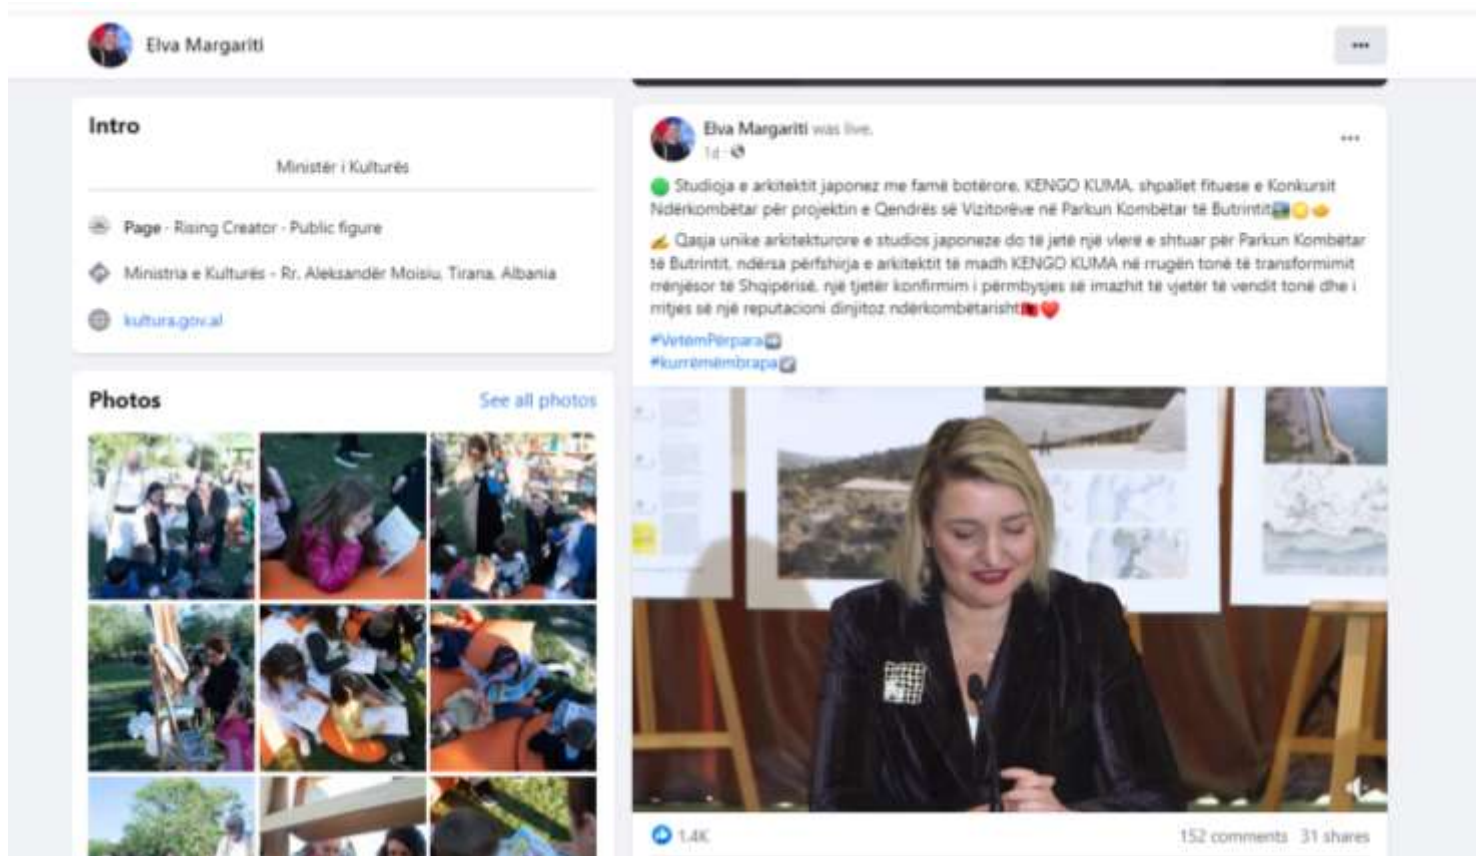 Elva Margariti
Intro
Ministër i Kulturës
Page · Rising Creator · Public figure
Ministria e Kulturës - Rr. Aleksandër Moisiu, Tirana, Albania
kultura.gov.al
Photos
See all photos
Elva Margariti was live.
1d ·
Studioja e arkitektit japonez me famë botërore, KENGO KUMA, shpallet fituese e Konkursit
Ndërkombëtar për projektin e Qendrës së Vizitorëve në Parkun Kombëtar të Butrintit
Qasja unike arkitekturore e studios japoneze do të jetë një vlerë e shtuar për Parkun Kombëtar
të Butrintit, ndërsa përfshirja e arkitektit të madh KENGO KUMA në rrugën tonë të transformimit
rrënjësor të Shqipërisë, një tjetër konfirmim i përmbysjes së imazhit të vjetër të vendit tonë dhe i
rritjes së një reputacioni dinjitoz ndërkombëtarisht
#VetëmPërpara
#kurrëmëmbrapa
1.4K
152 comments 31 shares